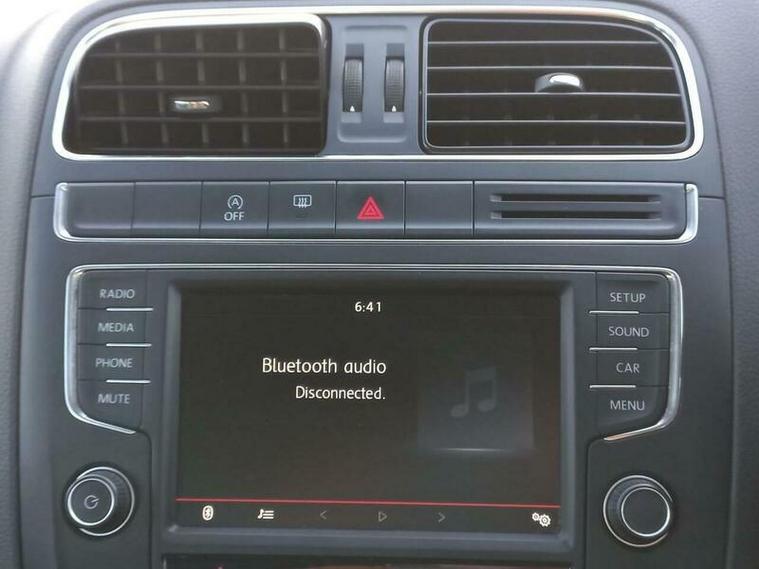 A
OFF
RADIO
MEDIA
PHONE
MUTE
6:41
Bluetooth audio
Disconnected.
SETUP
SOUND
CAR
MENU